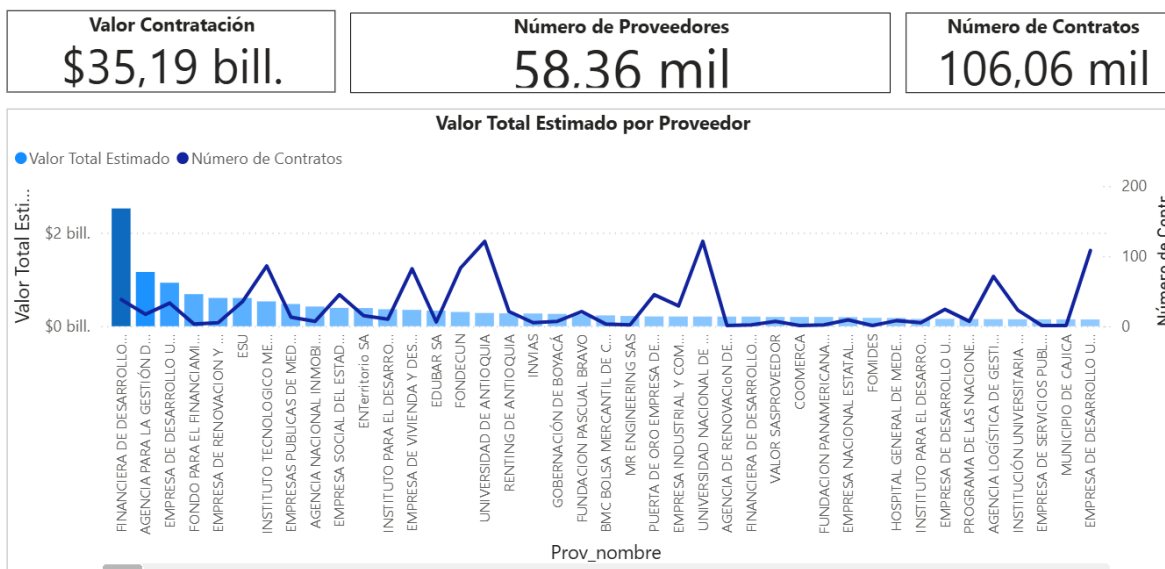 Valor Contratación
$35,19 bill.
Número de Proveedores
58,36 mil
Número de Contratos
106,06 mil
Valor Total Estimado por Proveedor
Valor Total Estimado
Número de Contratos
Valor Total Esti...
$2 bill.
$0 bill.
200
100
0
Número de Contr
FINANCIERA DE DESARROLLO...
AGENCIA PARA LA GESTIÓN D...
EMPRESA DE DESARROLLO U...
FONDO PARA EL FINANCIAMI...
EMPRESA DE RENOVACION Y ...
ESU
INSTITUTO TECNOLOGICO ME...
EMPRESAS PUBLICAS DE MED...
AGENCIA NACIONAL INMOBI...
EMPRESA SOCIAL DEL ESTAD...
ENTerritorio SA
INSTITUTO PARA EL DESARRO...
EMPRESA DE VIVIENDA Y DES...
EDUBAR SA
FONDECUN
UNIVERSIDAD DE ANTIOQUIA
RENTING DE ANTIOQUIA
INVIAS
GOBERNACIÓN DE BOYACÁ
FUNDACION PASCUAL BRAVO
BMC BOLSA MERCANTIL DE C...
MR ENGINEERING SAS
PUERTA DE ORO EMPRESA DE...
EMPRESA INDUSTRIAL Y COM...
UNIVERSIDAD NACIONAL DE ...
AGENCIA DE RENOVACIoN DE...
FINANCIERA DE DESARROLLO...
VALOR SASPROVEEDOR
COOMERCA
FUNDACION PANAMERICANA...
EMPRESA NACIONAL ESTATAL...
FOMIDES
HOSPITAL GENERAL DE MEDE...
INSTITUTO PARA EL DESARRO...
EMPRESA DE DESARROLLO U...
PROGRAMA DE LAS NACIONE...
AGENCIA LOGÍSTICA DE GESTI...
INSTITUCIÓN UNIVERSITARIA ...
EMPRESA DE SERVICIOS PUBL...
MUNICIPIO DE CAJICA
EMPRESA DE DESARROLLO U...
Prov_nombre